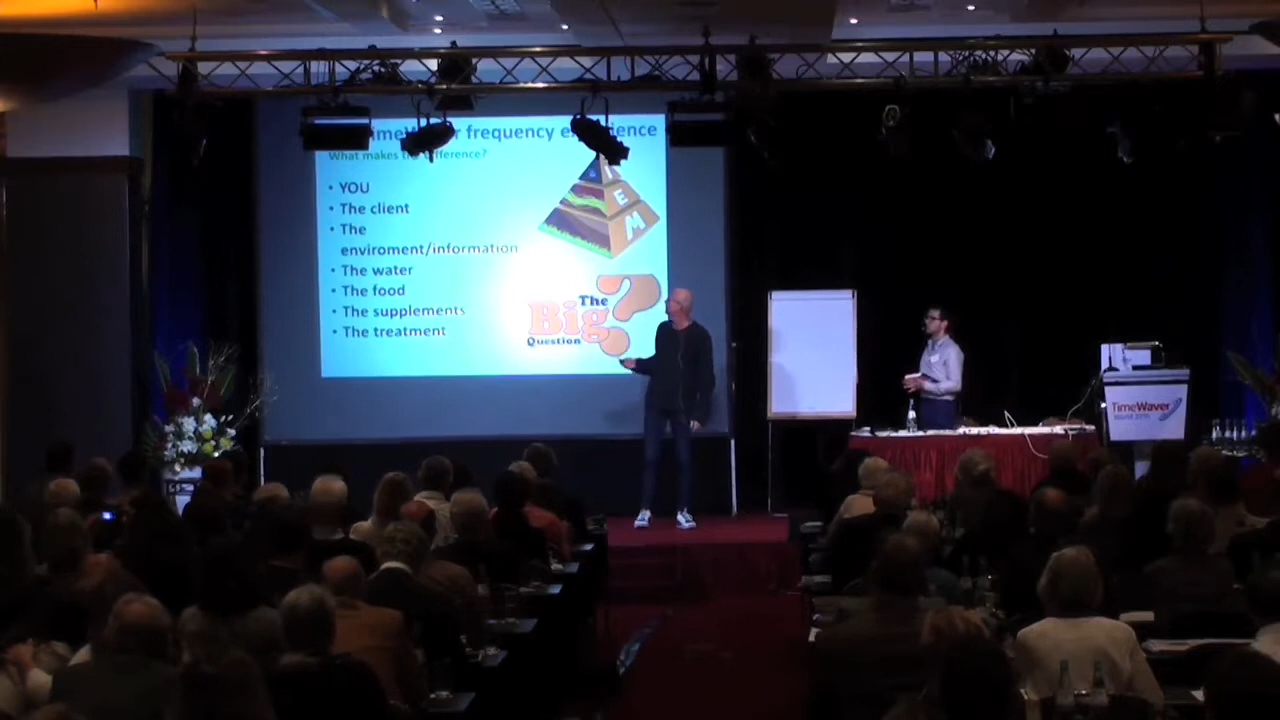 frequency
What makes difference?
• YOU
• The client
• The
enviroment/information
• The water
• The food
• The supplements
• The treatment
E
M
The
Big
Question
?
TimeWaver